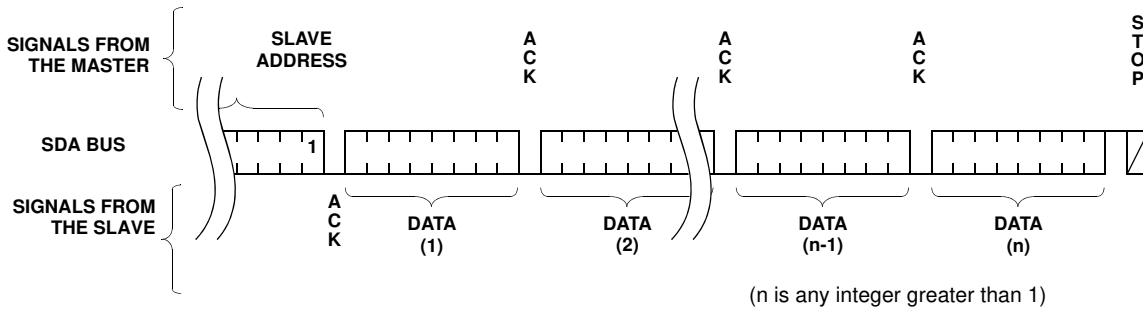 SIGNALS FROM
THE MASTER
SLAVE
ADDRESS
A
C
K
A
C
K
A
C
K
S
T
O
P
SDA BUS
1
SIGNALS FROM
THE SLAVE
A
C
K
DATA
(1)
DATA
(2)
DATA
(n-1)
DATA
(n)
(n is any integer greater than 1)